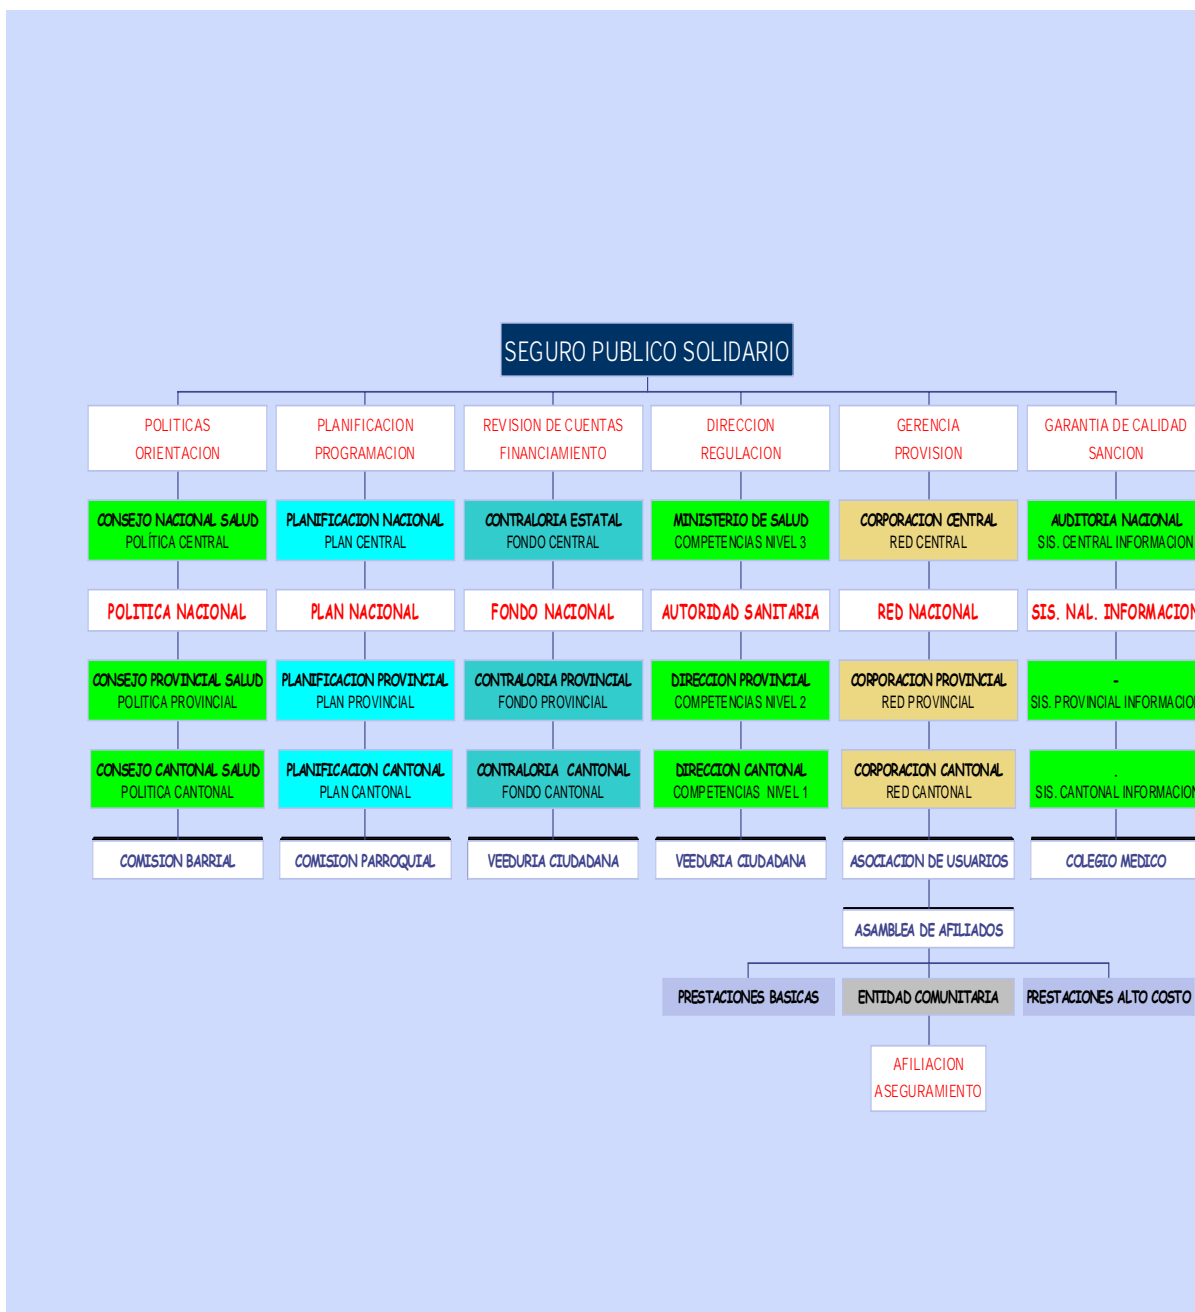 SEGURO PUBLICO SOLIDARIO
POLITICAS
ORIENTACION
PLANIFICACION
PROGRAMACION
REVISION DE CUENTAS
FINANCIAMIENTO
DIRECCION
REGULACION
GERENCIA
PROVISION
GARANTIA DE CALIDAD
SANCION
CONSEJO NACIONAL SALUD
POLÍTICA CENTRAL
PLANIFICACION NACIONAL
PLAN CENTRAL
CONTRALORIA ESTATAL
FONDO CENTRAL
MINISTERIO DE SALUD
COMPETENCIAS NIVEL 3
CORPORACION CENTRAL
RED CENTRAL
AUDITORIA NACIONAL
SIS. CENTRAL INFORMACION
POLITICA NACIONAL
PLAN NACIONAL
FONDO NACIONAL
AUTORIDAD SANITARIA
RED NACIONAL
SIS. NAL. INFORMACION
CONSEJO PROVINCIAL SALUD
POLITICA PROVINCIAL
PLANIFICACION PROVINCIAL
PLAN PROVINCIAL
CONTRALORIA PROVINCIAL
FONDO PROVINCIAL
DIRECCION PROVINCIAL
COMPETENCIAS NIVEL 2
CORPORACION PROVINCIAL
RED PROVINCIAL
-
SIS. PROVINCIAL INFORMACION
CONSEJO CANTONAL SALUD
POLITICA CANTONAL
PLANIFICACION CANTONAL
PLAN CANTONAL
CONTRALORIA CANTONAL
FONDO CANTONAL
DIRECCION CANTONAL
COMPETENCIAS NIVEL 1
CORPORACION CANTONAL
RED CANTONAL
.
SIS. CANTONAL INFORMACION
COMISION BARRIAL
COMISION PARROQUIAL
VEEDURIA CIUDADANA
VEEDURIA CIUDADANA
ASOCIACION DE USUARIOS
COLEGIO MEDICO
ASAMBLEA DE AFILIADOS
PRESTACIONES BASICAS
ENTIDAD COMUNITARIA
PRESTACIONES ALTO COSTO
AFILIACION
ASEGURAMIENTO